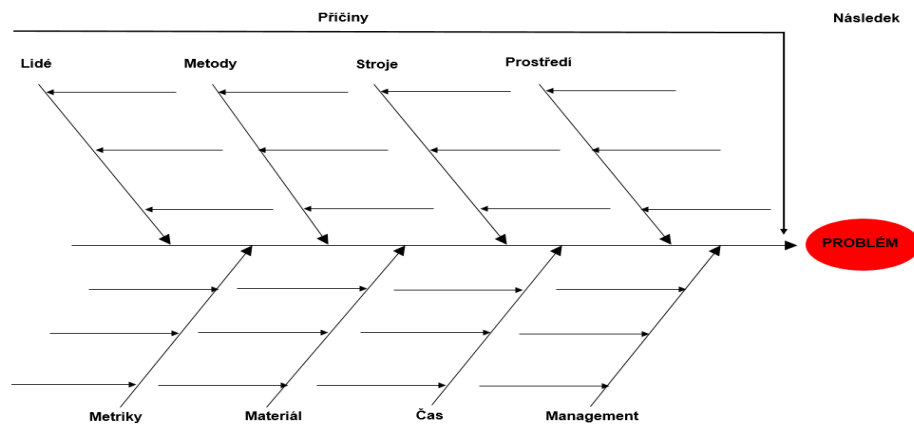 Příčiny
Následek
Lidé
Metody
Stroje
Prostředí
PROBLÉM
Metriky
Materiál
Čas
Management